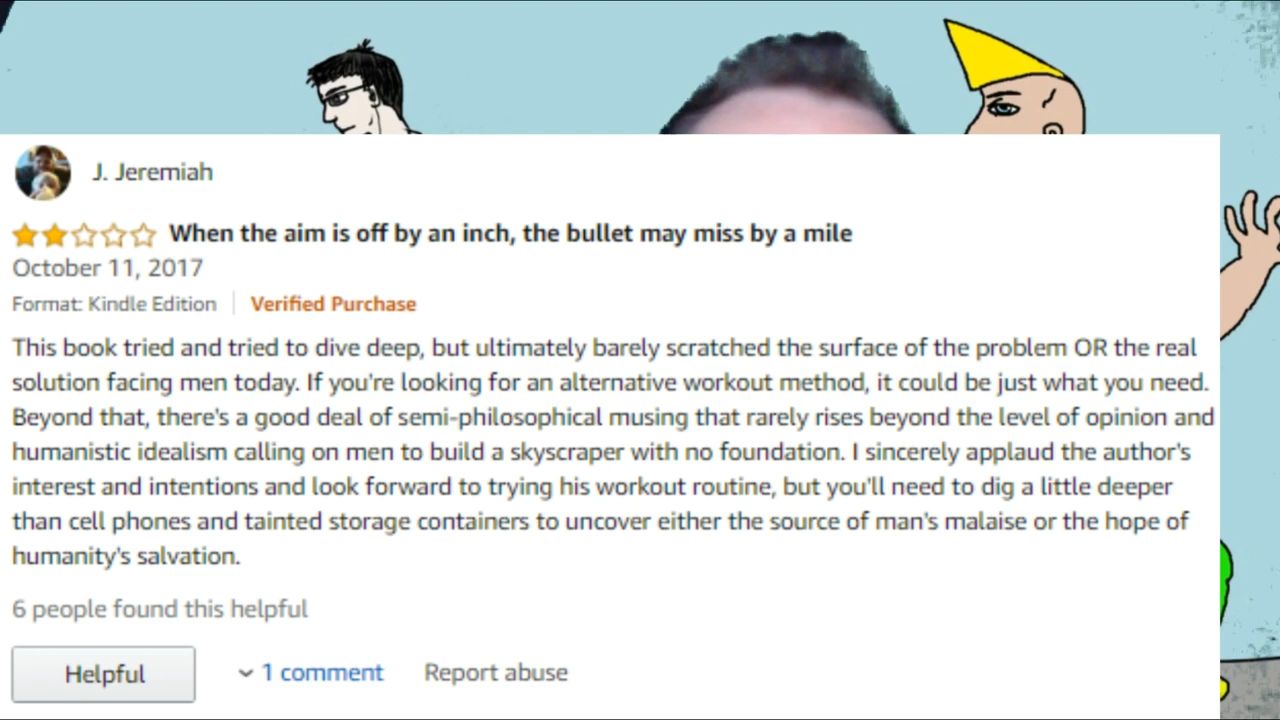 J. Jeremiah
When the aim is off by an inch, the bullet may miss by a mile
October 11, 2017
Format: Kindle Edition Verified Purchase
This book tried and tried to dive deep, but ultimately barely scratched the surface of the problem OR the real
solution facing men today. If you're looking for an alternative workout method, it could be just what you need.
Beyond that, there's a good deal of semi-philosophical musing that rarely rises beyond the level of opinion and
humanistic idealism calling on men to build a skyscraper with no foundation. I sincerely applaud the author's
interest and intentions and look forward to trying his workout routine, but you'll need to dig a little deeper
than cell phones and tainted storage containers to uncover either the source of man's malaise or the hope of
humanity's salvation.
6 people found this helpful
Helpful 1 comment Report abuse